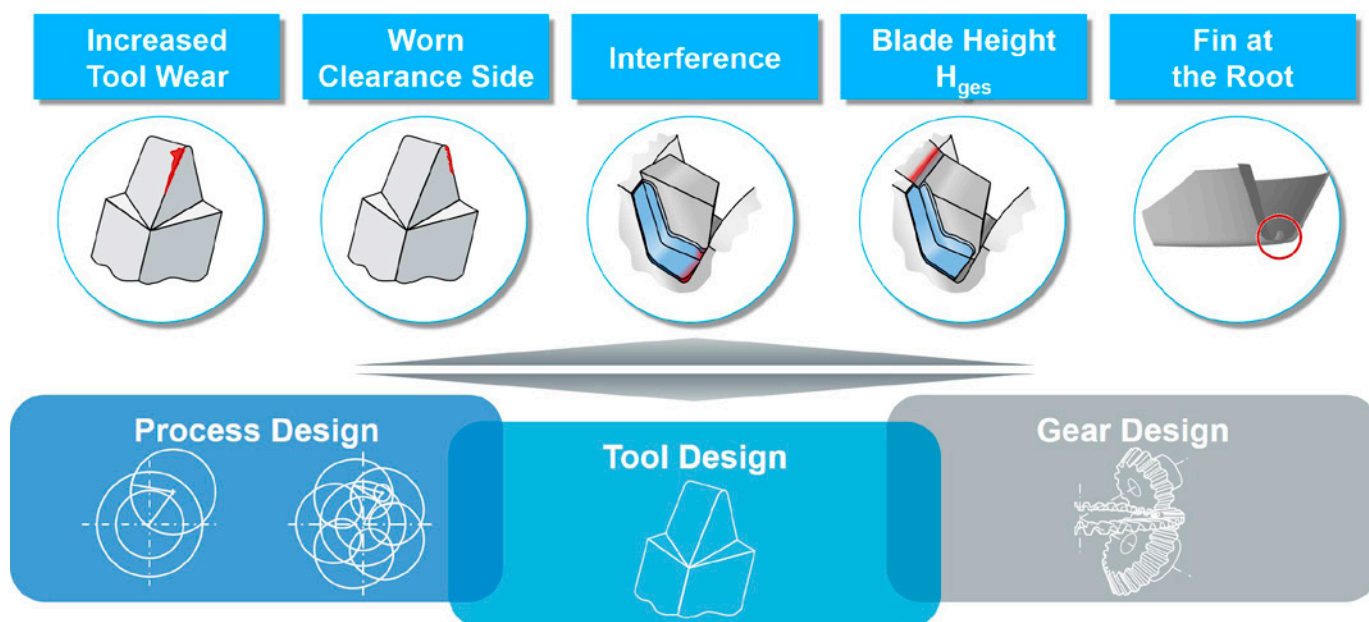 Increased
Tool Wear
Worn
Clearance Side
Interference
Blade Height
Hges
Fin at
the Root
Process Design
Tool Design
Gear Design